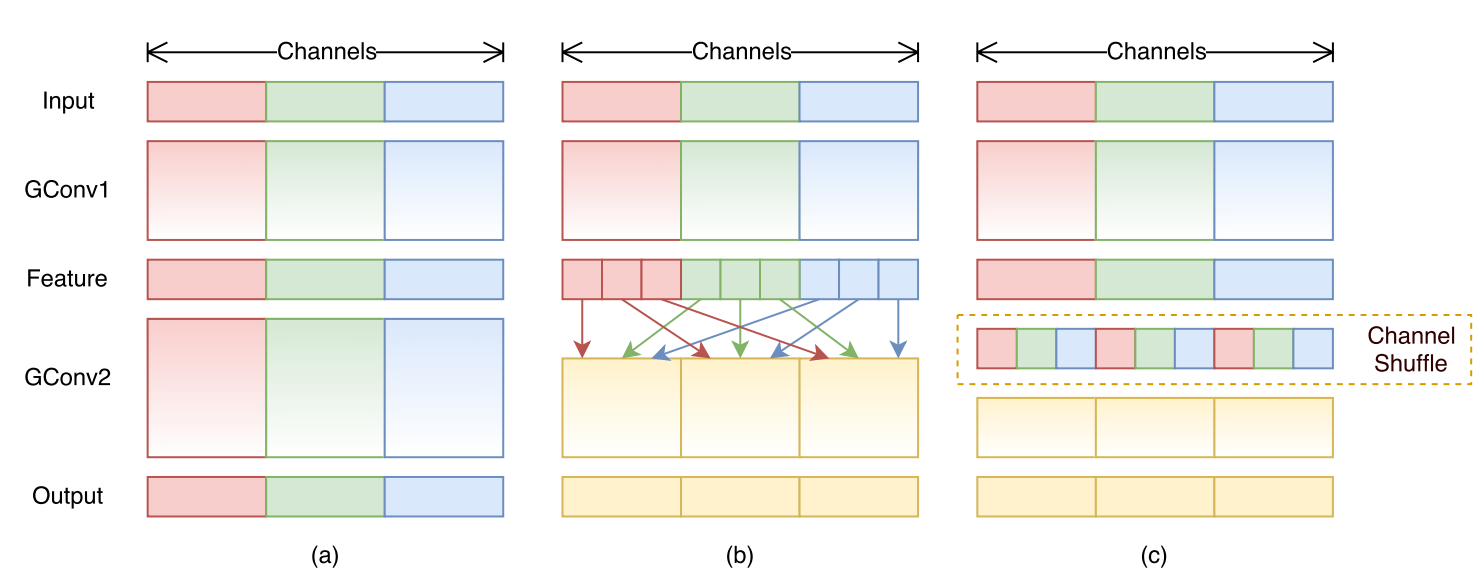 Channels
Channels
Channels
Input
GConv1
Feature
Channel
Shuffle
GConv2
Output
(a)
(b)
(c)